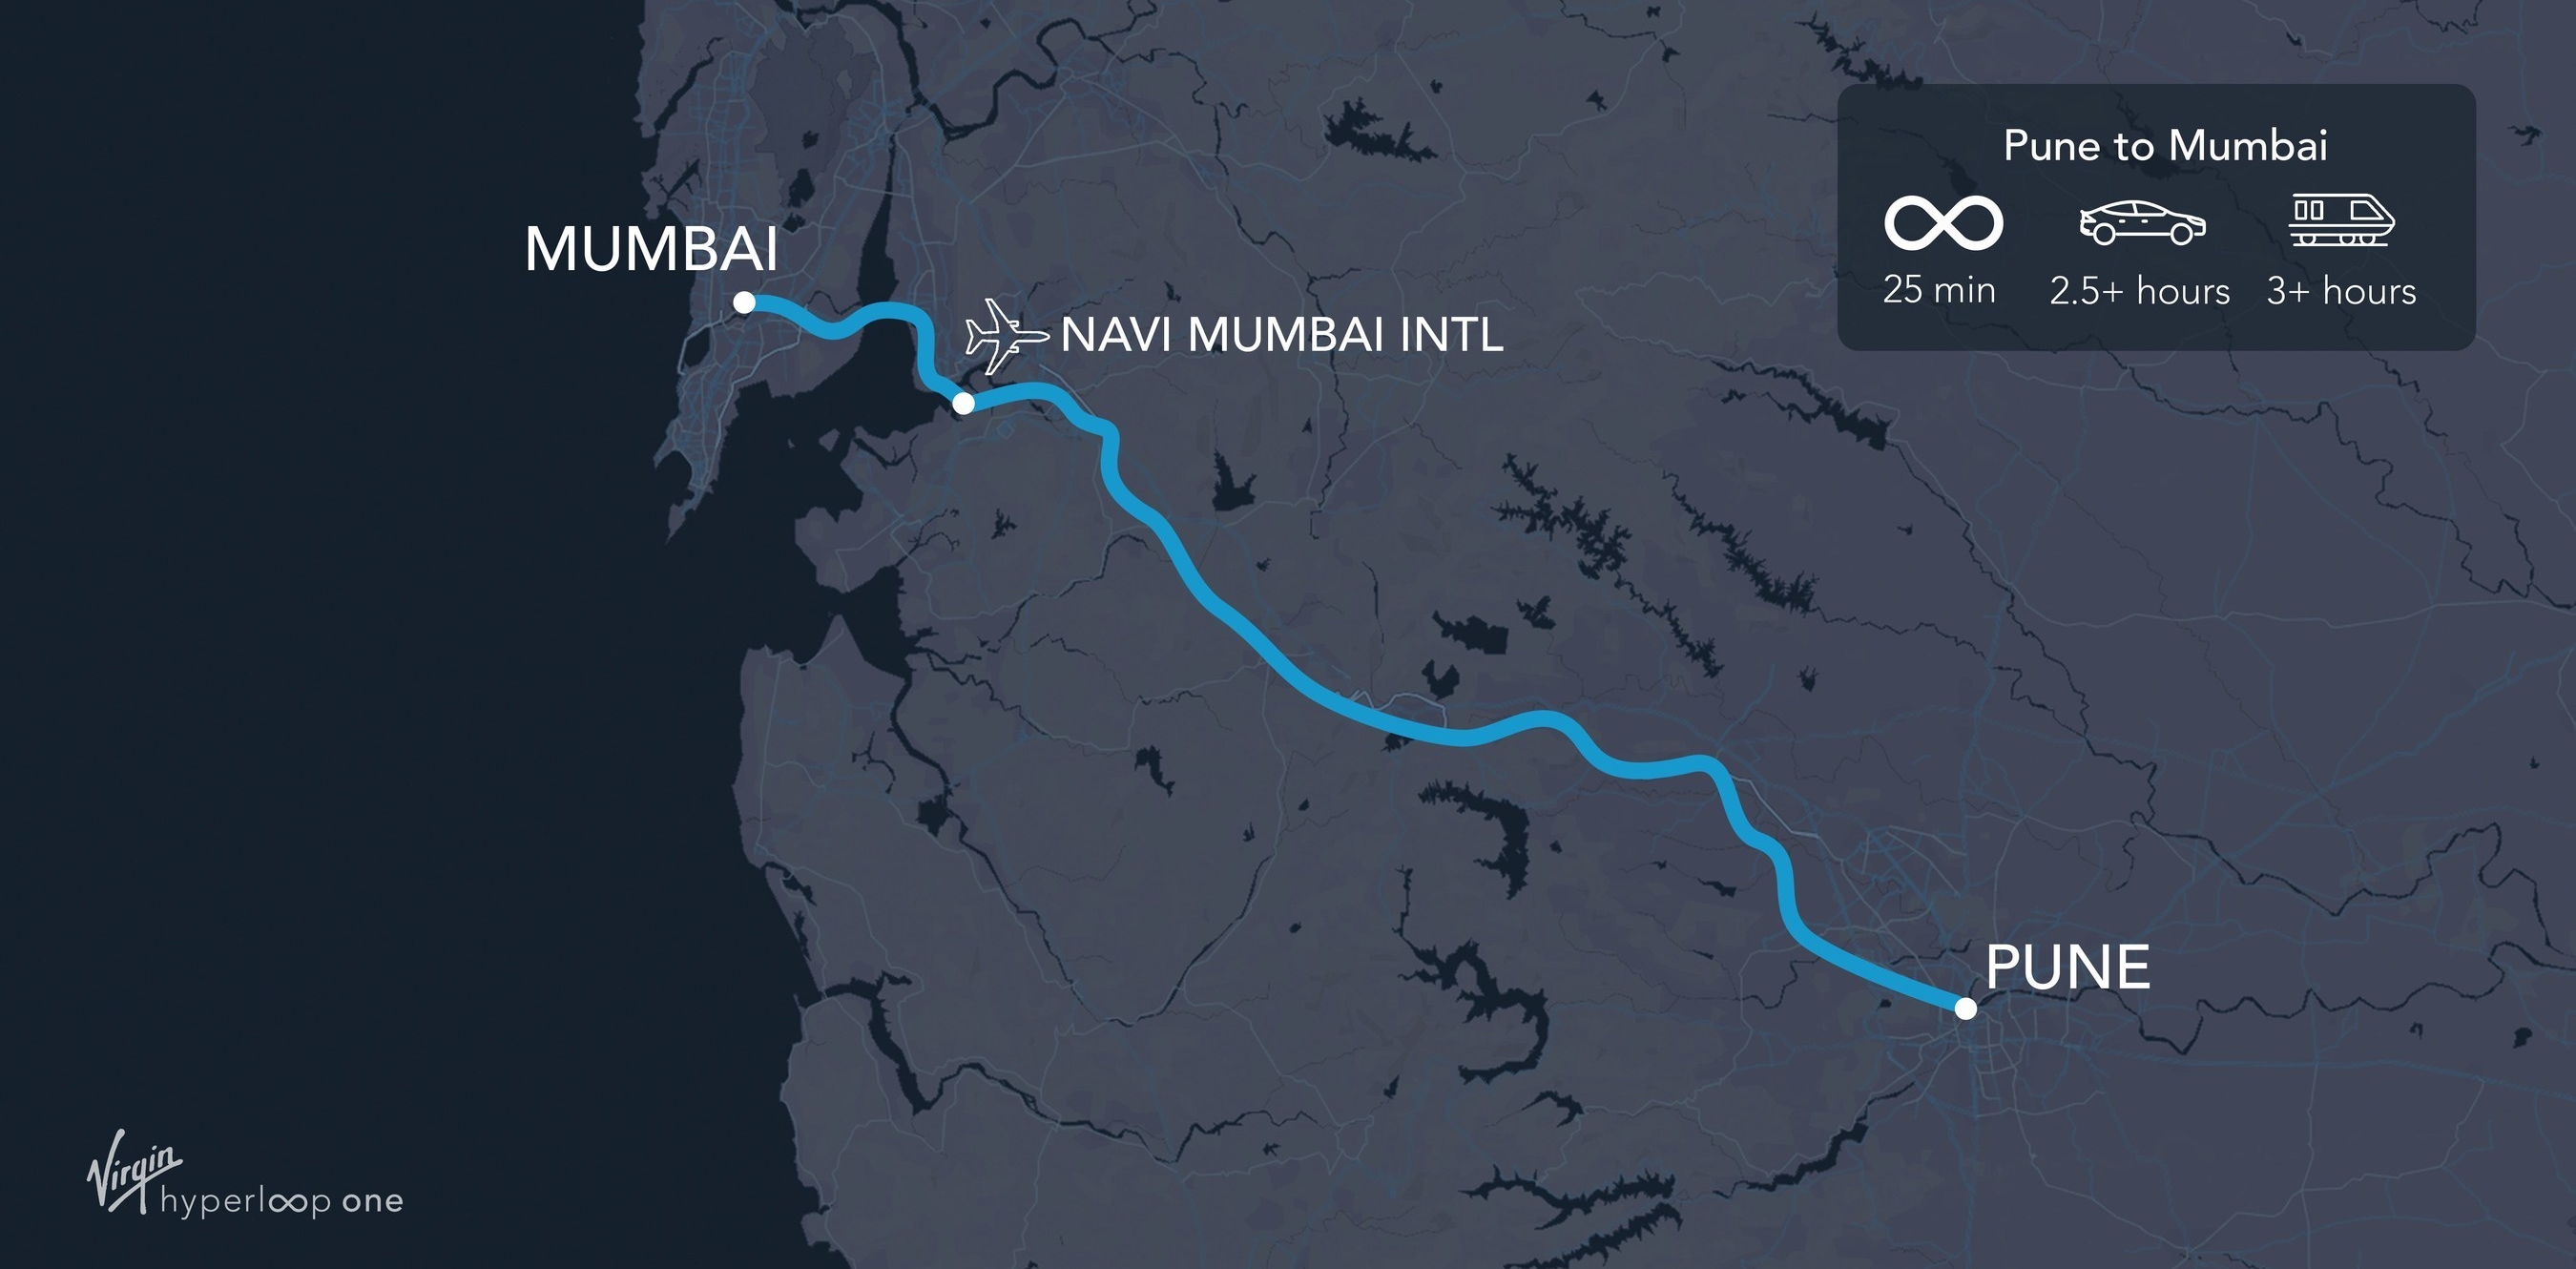 Pune to Mumbai
25 min
2.5+ hours
3+ hours
MUMBAI
NAVI MUMBAI INTL
PUNE
Virgin
hyperloop one